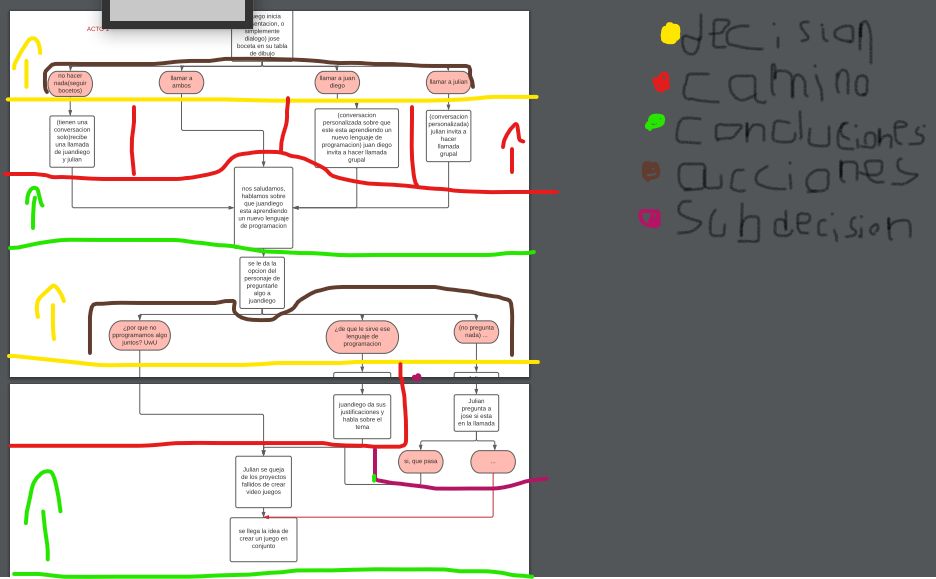 ACTO
simplemente
dialogo) jose
boceta en su tabla
de dibujo
no hacer
nada(seguir
bocetos)
llamar a
ambos
llamar a juan
diego
llamar a julian
(tienen una
conversacion
solo)recibe
una llamada
de juandiego
y julian
(conversacion
personalizada sobre que
este esta aprendiendo un
nuevo lenguaje de
programacion) juan diego
invita a hacer llamada
grupal
(conversacion
personalizada)
julian invita a
hacer
llamada
grupal
nos saludamos,
hablamos sobre
que juandiego
esta aprendiendo
un nuevo lenguaje
de programacion
se le da la
opcion del
personaje de
preguntarle
algo a
juandiego
¿por que no
pprogramamos algo
juntos? UwU
¿de que le sirve ese
lenguaje de
programacion
(no pregunta
nada) ...
juandiego da sus
justificaciones y
habla sobre el
tema
Julian
pregunta a
jose si esta
en la llamada
si, que pasa
...
Julian se queja
de los proyectos
fallidos de crear
video juegos
se llega la idea de
crear un juego en
conjunto
decision
camino
concluciones
acciones
Subdecision